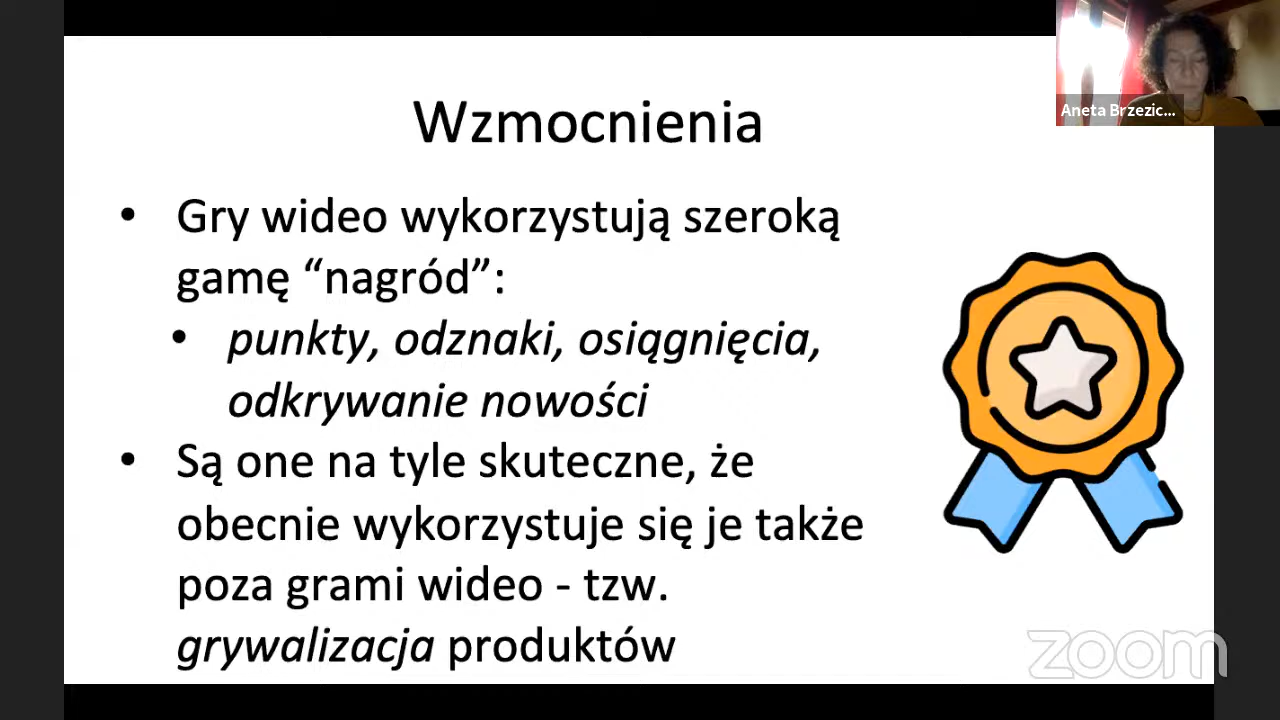 Aneta Brzezic...
Wzmocnienia
• Gry wideo wykorzystują szeroką
gamę “nagród”:
• punkty, odznaki, osiągnięcia,
odkrywanie nowości
• Są one na tyle skuteczne, że
obecnie wykorzystuje się je także
poza grami wideo - tzw.
grywalizacja produktów
zoom